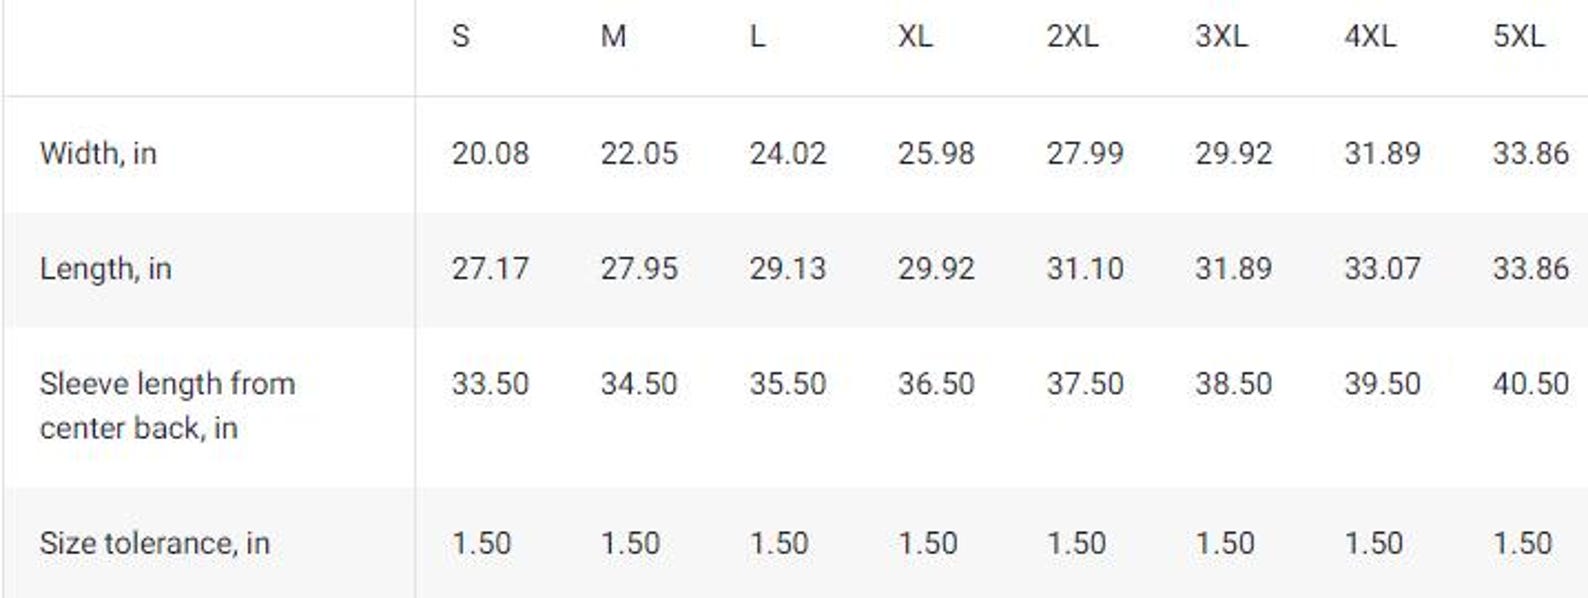 S M L XL 2XL 3XL 4XL 5XL
Width, in 20.08 22.05 24.02 25.98 27.99 29.92 31.89 33.86
Length, in 27.17 27.95 29.13 29.92 31.10 31.89 33.07 33.86
Sleeve length from 33.50 34.50 35.50 36.50 37.50 38.50 39.50 40.50
center back, in
Size tolerance, in 1.50 1.50 1.50 1.50 1.50 1.50 1.50 1.50